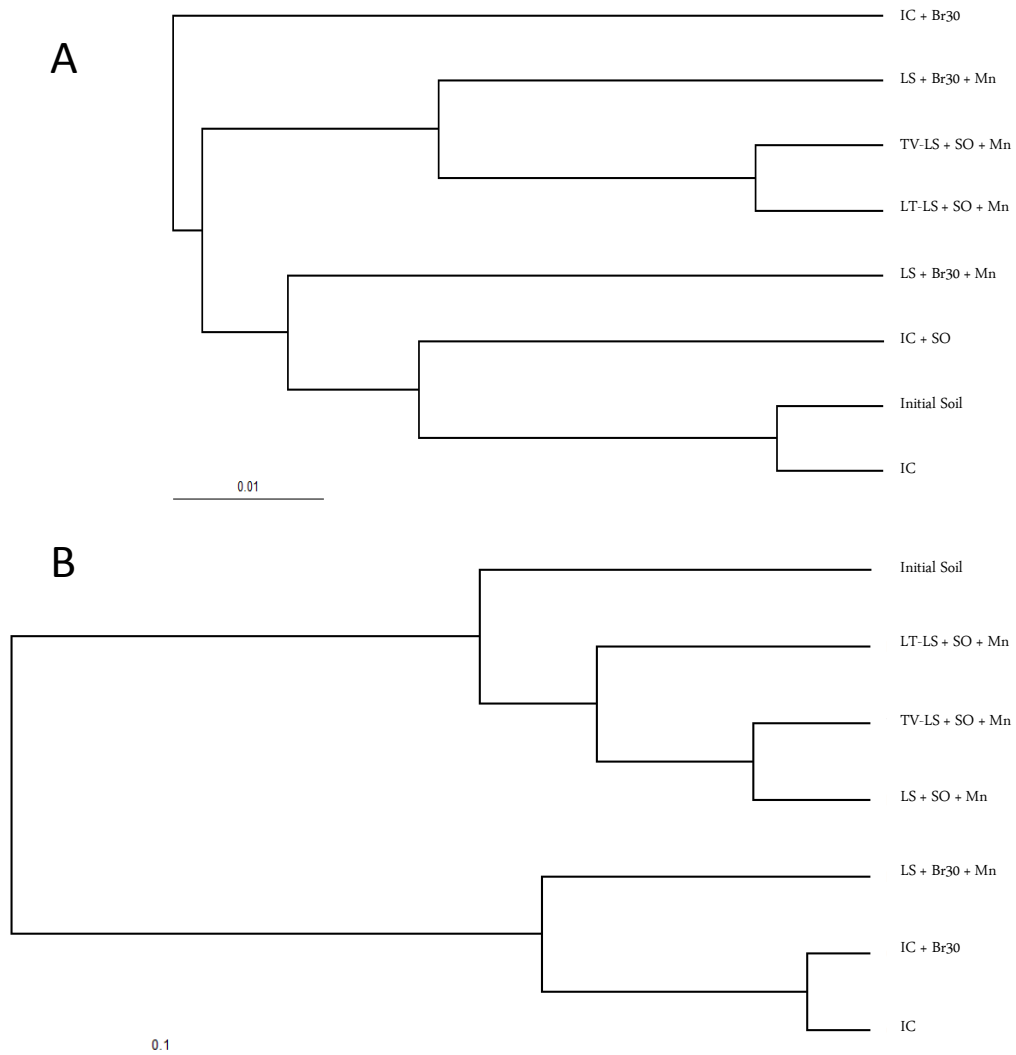 A
IC + Br30
LS + Br30 + Mn
TV-LS + SO + Mn
LT-LS + SO + Mn
LS + Br30 + Mn
IC + SO
Initial Soil
IC
0.01
B
Initial Soil
LT-LS + SO + Mn
TV-LS + SO + Mn
LS + SO + Mn
LS + Br30 + Mn
IC + Br30
IC
0.1